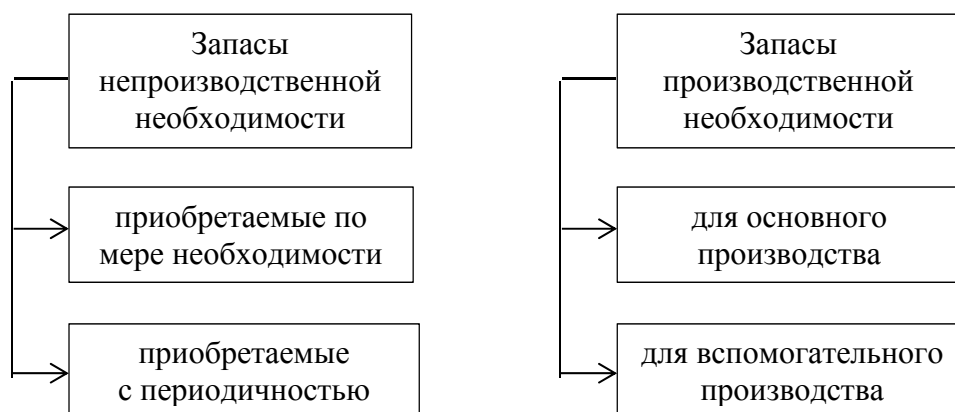 Запасы
непроизводственной
необходимости
приобретаемые по
мере необходимости
приобретаемые
с периодичностью
Запасы
производственной
необходимости
для основного
производства
для вспомогательного
производства